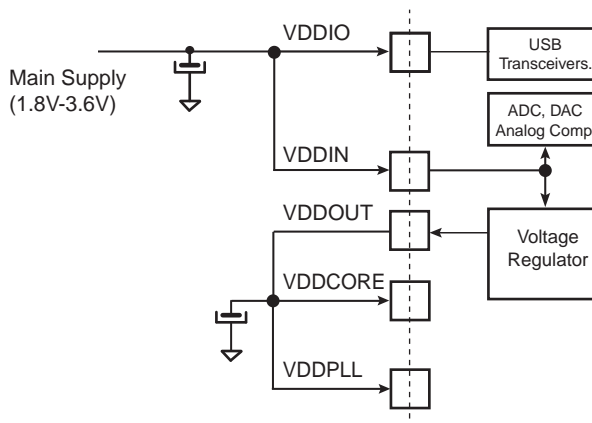 VDDIO
USB
Transceivers.
Main Supply
(1.8V-3.6V)
ADC, DAC
Analog Comp
VDDIN
VDDOUT
Voltage
Regulator
VDDCORE
VDDPLL